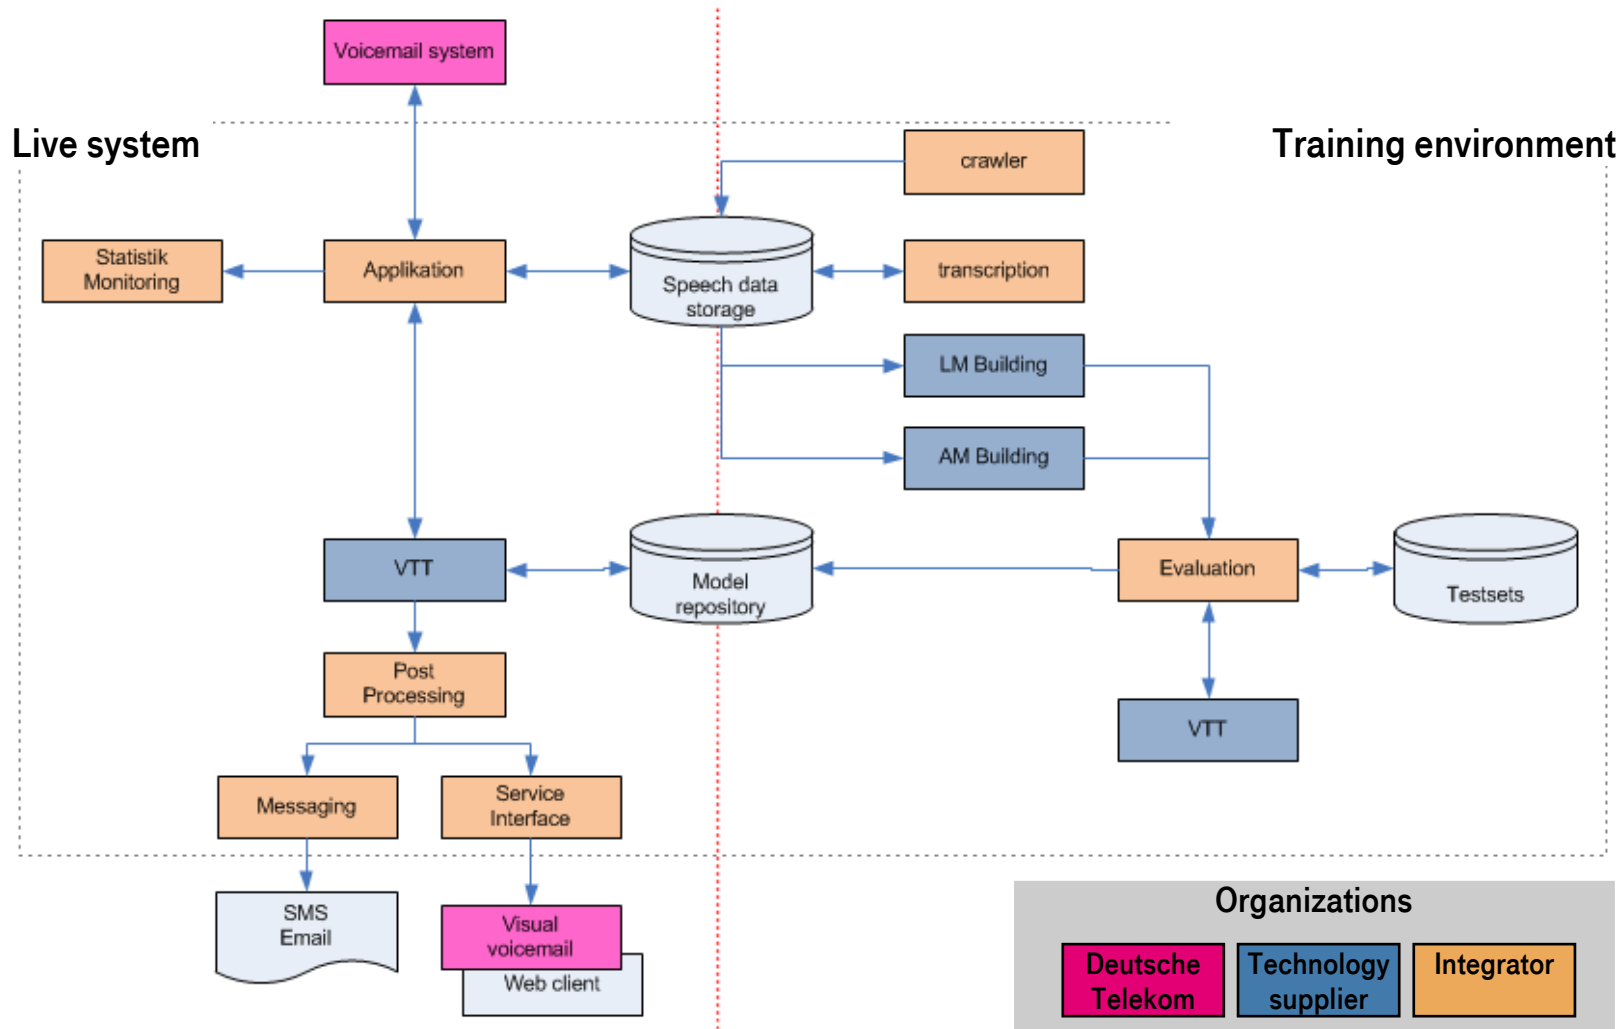 Voicemail system
Live system
Training environment
crawler
Statistik
Monitoring
Applikation
Speech data
storage
transcription
LM Building
AM Building
VTT
Model
repository
Evaluation
Testsets
Post
Processing
VTT
Messaging
Service
Interface
SMS
Email
Visual
voicemail
Web client
Organizations
Deutsche
Telekom
Technology
supplier
Integrator